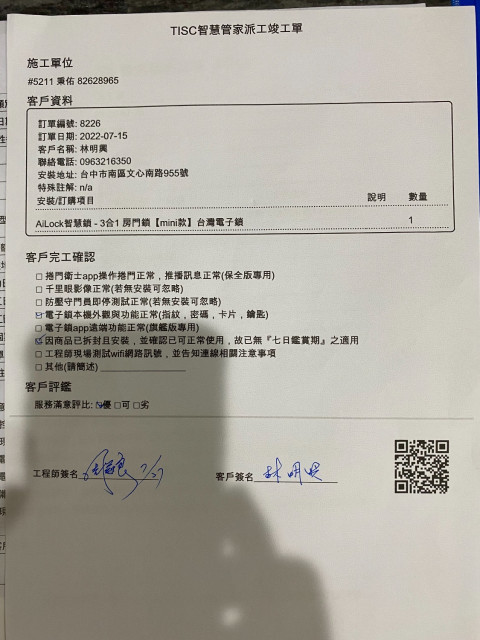 TISC智慧管家派工竣工單
施工單位
#5211 秉佑 82628965
客戶資料
訂單編號: 8226
訂單日期: 2022-07-15
客戶名稱: 林明興
聯絡電話: 0963216350
安裝地址: 台中市南區文心南路955號
特殊註解: n/a
安裝/訂購項目 說明 數量
AiLock智慧鎖 - 3合1 房門鎖【mini款】台灣電子鎖 1
客戶完工確認
□ 捲門衛士app操作捲門正常，推播訊息正常(保全版專用)
□ 千里眼影像正常(若無安裝可忽略)
□ 防壓守門員即停測試正常(若無安裝可忽略)
☑ 電子鎖本機外觀與功能正常(指紋，密碼，卡片，鑰匙)
□ 電子鎖app遠端功能正常(旗艦版專用)
☑ 因商品已拆封且安裝，並確認已可正常使用，故已無『七日鑑賞期』之適用
□ 工程師現場測試wifi網路訊號，並告知連線相關注意事項
□ 其他(請簡述)
客戶評鑑
服務滿意評比: ☑優 □可 □劣
工程師簽名 7/27 客戶簽名 林明興